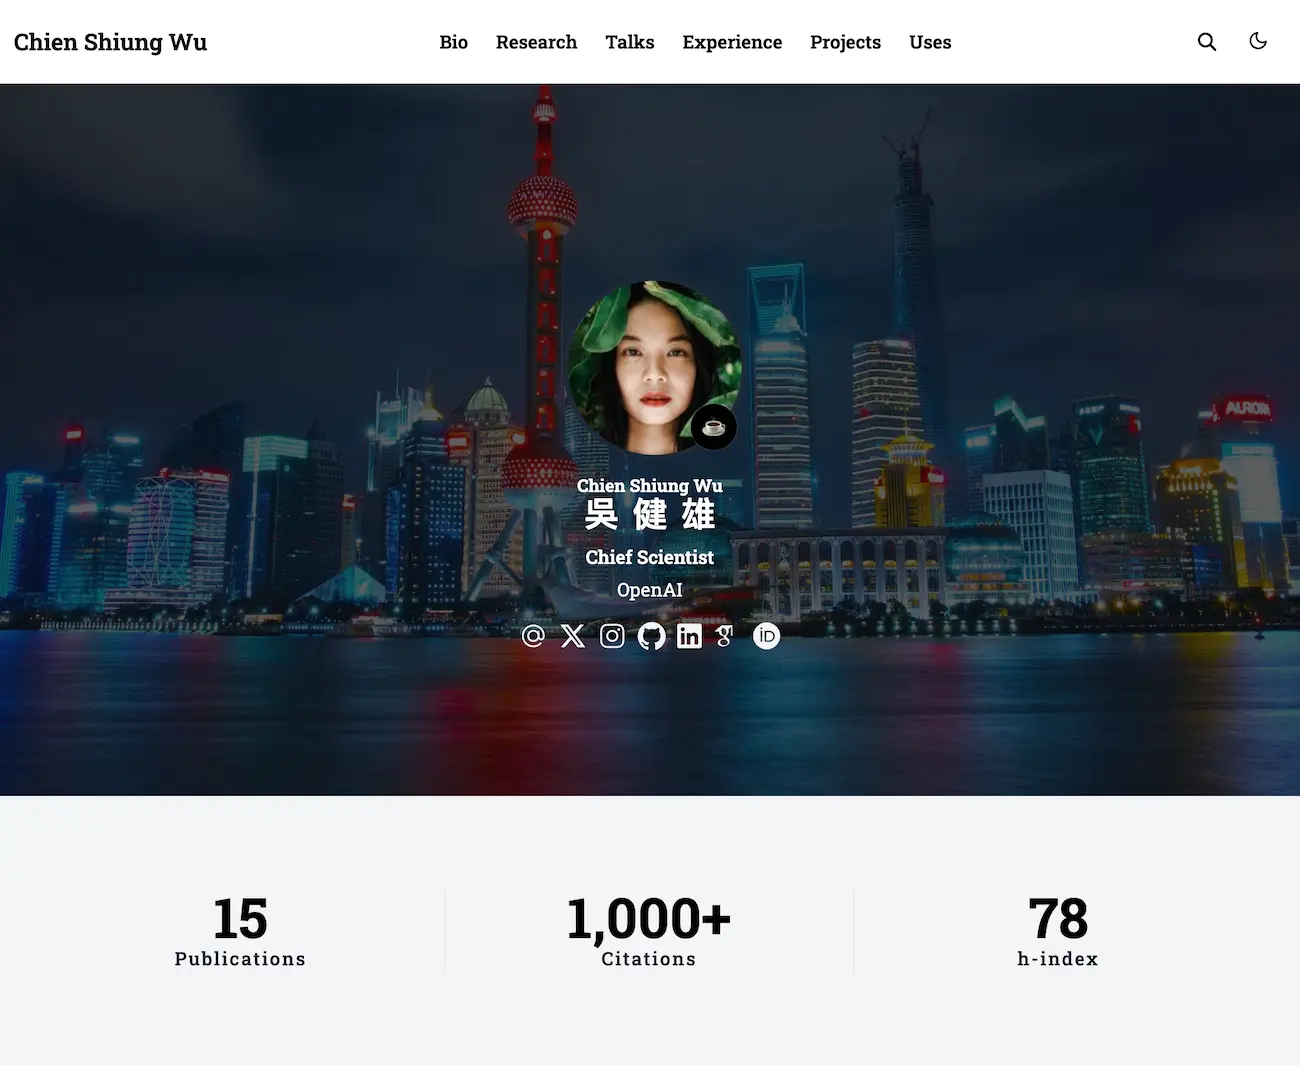 Chien Shiung Wu
Bio Research Talks Experience Projects Uses
AUROM
Chien Shiung Wu
吳健雄
Chief Scientist
OpenAI
15
Publications
1,000+
Citations
78
h-index